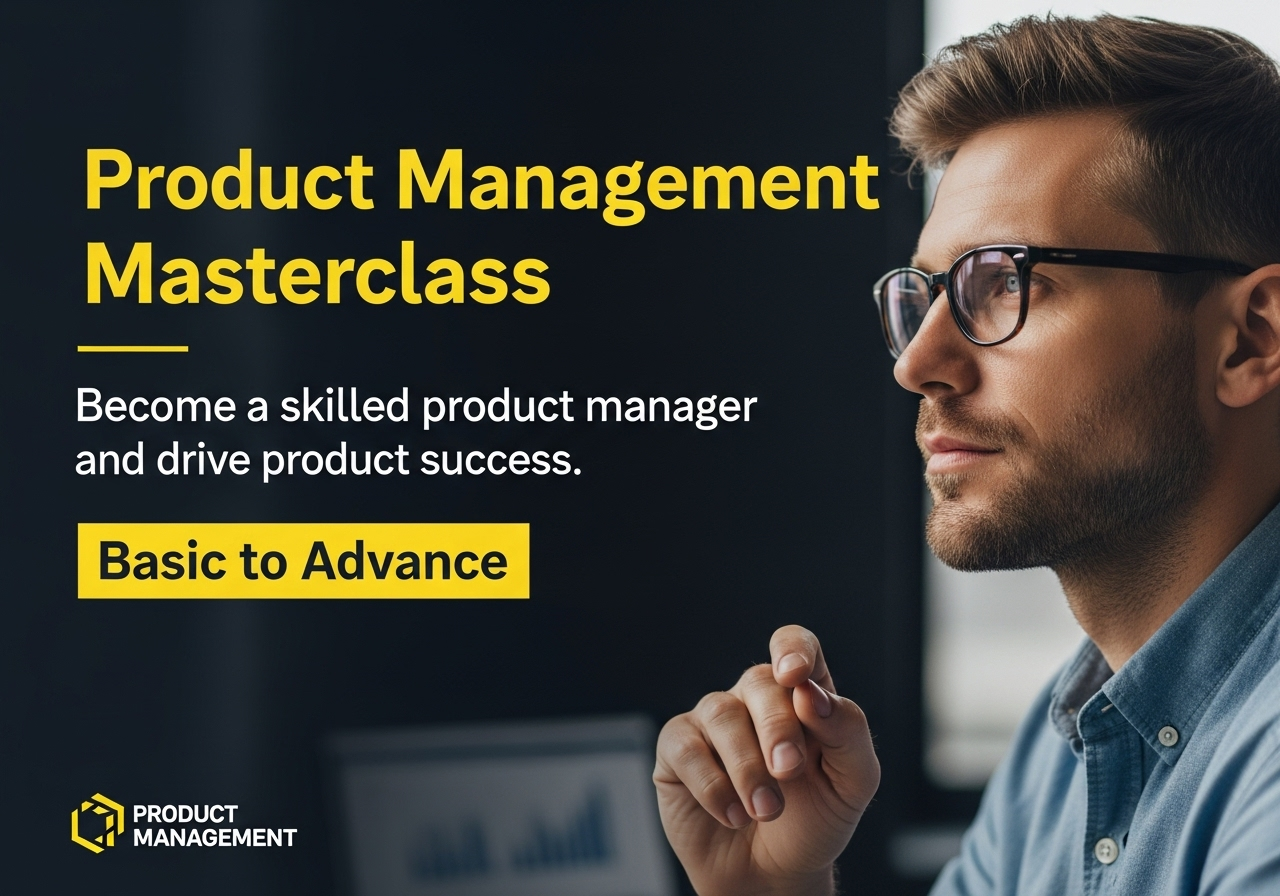 Product Management
Masterclass
Become a skilled product manager
and drive product success.
Basic to Advance
PRODUCT
MANAGEMENT